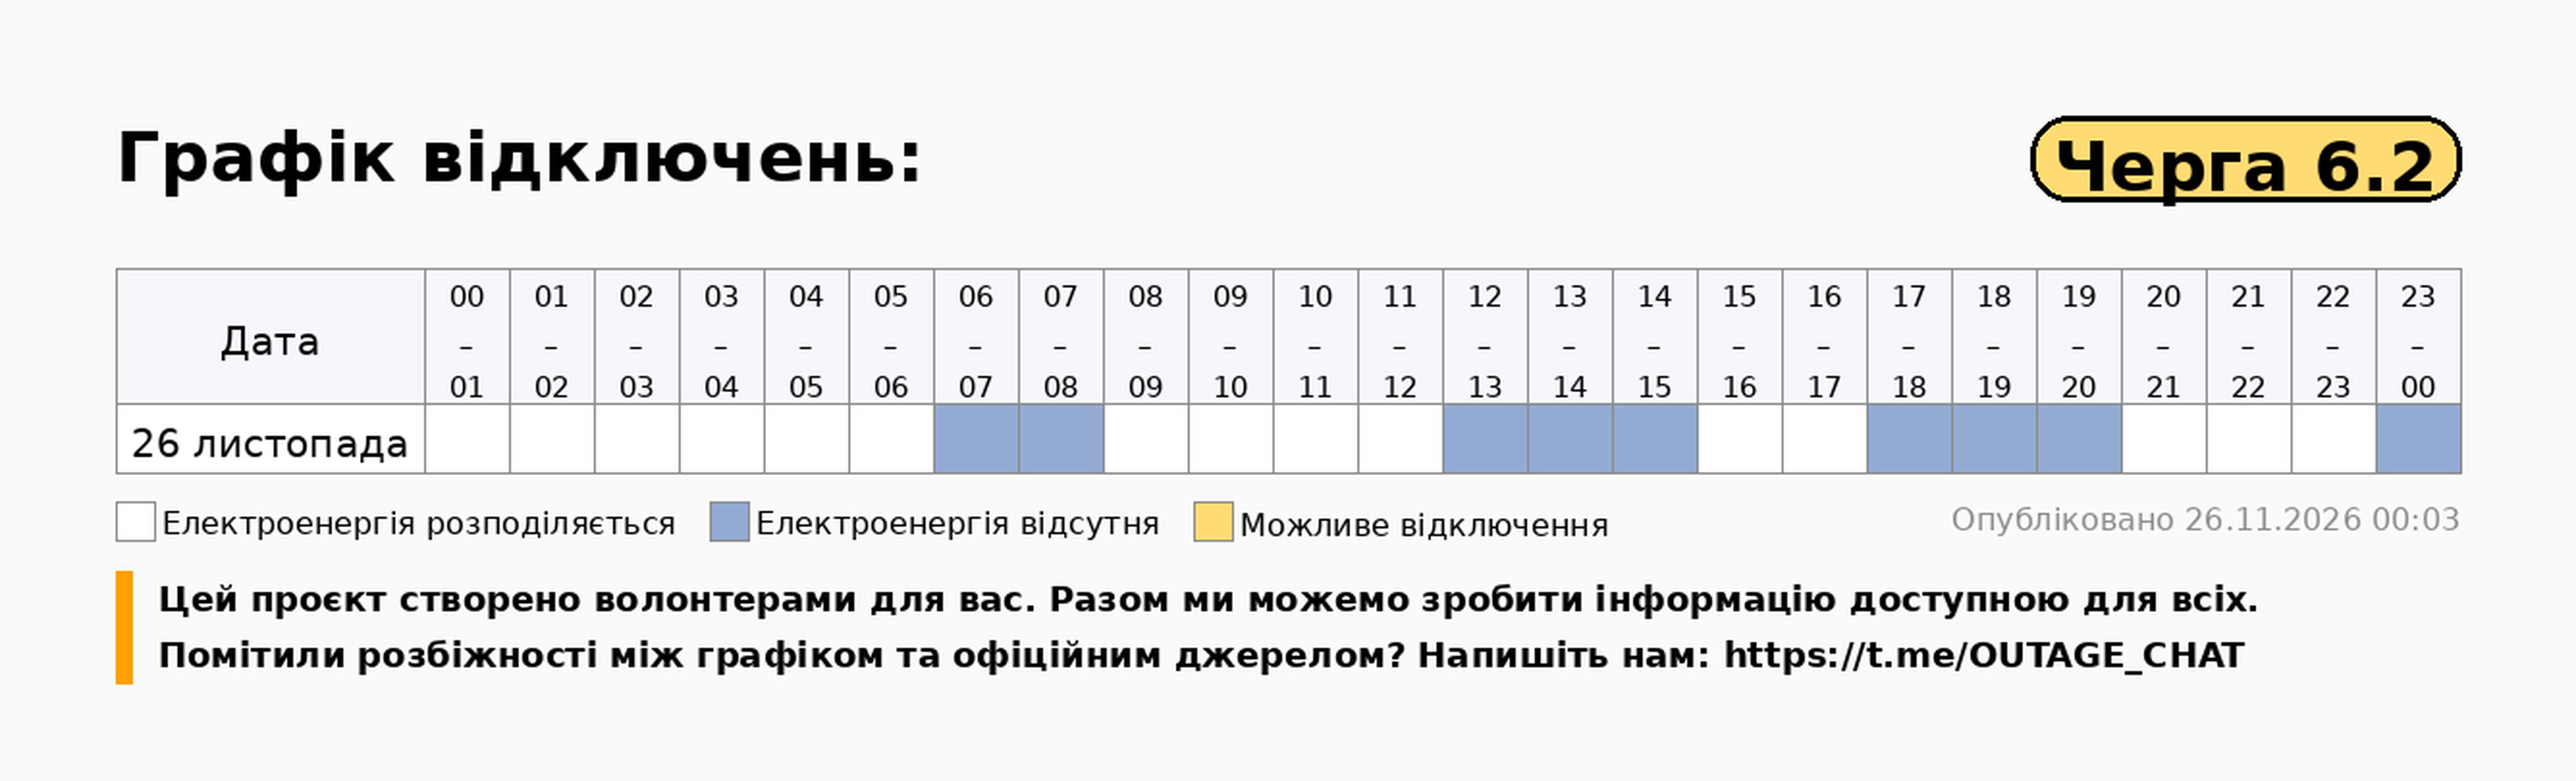 Графік відключень:
Черга 6.2
Дата 00 – 01 01 – 02 02 – 03 03 – 04 04 – 05 05 – 06 06 – 07 07 – 08 08 – 09 09 – 10 10 – 11 11 – 12 12 – 13 13 – 14 14 – 15 15 – 16 16 – 17 17 – 18 18 – 19 19 – 20 20 – 21 21 – 22 22 – 23 23 – 00
26 листопада
Електроенергія розподіляється Електроенергія відсутня Можливе відключення
Опубліковано 26.11.2026 00:03
Цей проєкт створено волонтерами для вас. Разом ми можемо зробити інформацію доступною для всіх.
Помітили розбіжності між графіком та офіційним джерелом? Напишіть нам: https://t.me/OUTAGE_CHAT